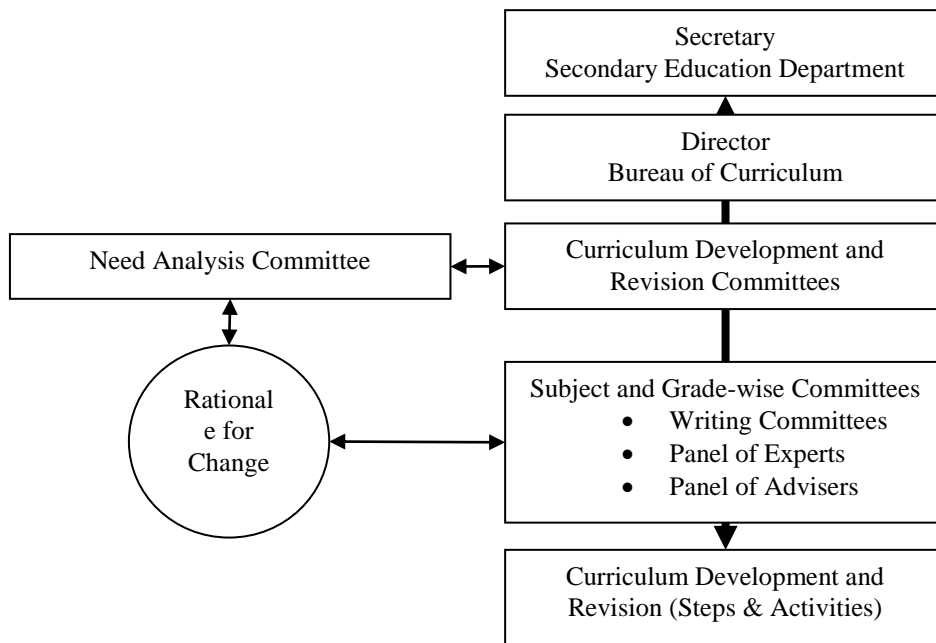 Secretary
Secondary Education Department
Director
Bureau of Curriculum
Need Analysis Committee
Curriculum Development and
Revision Committees
Rational
e for
Change
Subject and Grade-wise Committees
• Writing Committees
• Panel of Experts
• Panel of Advisers
Curriculum Development and
Revision (Steps & Activities)